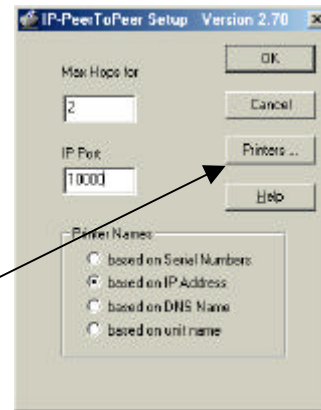 IP-PeerToPeer Setup Version 2.70
Max Hops for
2
IP Port
10000
OK
Cancel
Printers ...
Help
Printer Names
based on Serial Numbers
based on IP Address
based on DNS Name
based on unit name